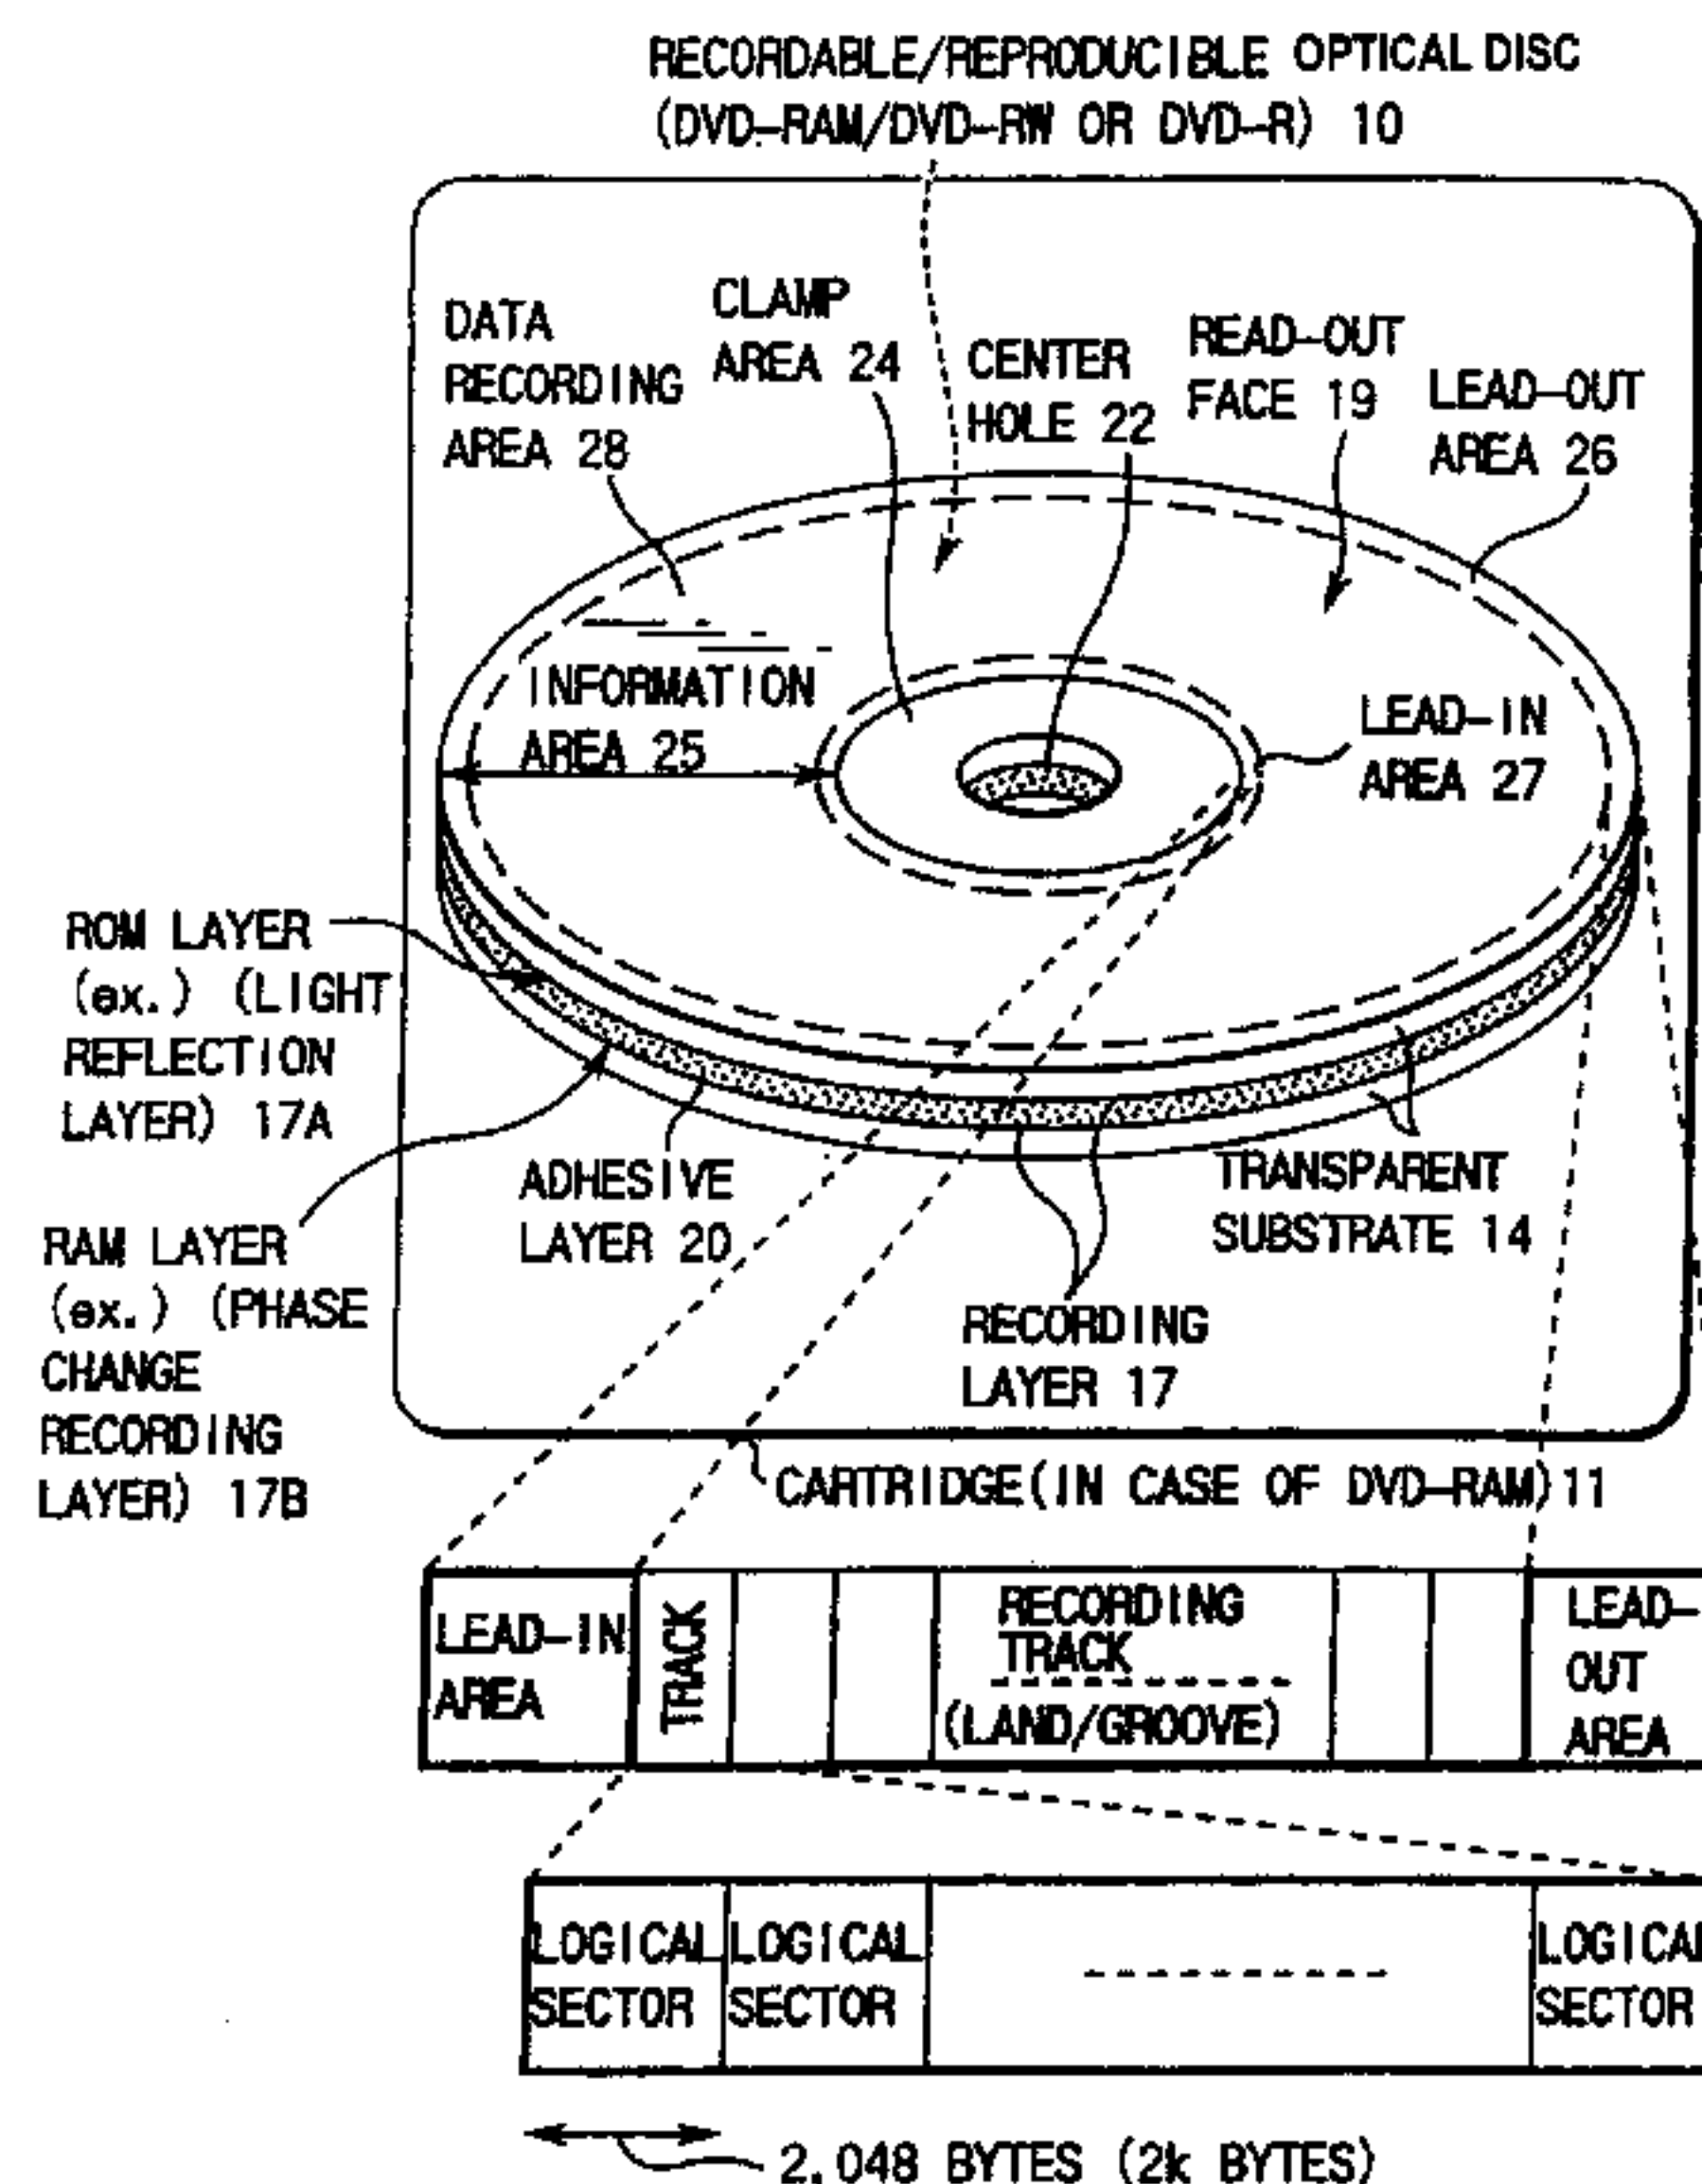 RECORDABLE/REPRODUCIBLE OPTICAL DISC
(DVD-RAM/DVD-RW OR DVD-R) 10
DATA
RECORDING
AREA 28
CLAMP
AREA 24
CENTER
HOLE 22
READ-OUT
FACE 19
LEAD-OUT
AREA 26
INFORMATION
AREA 25
LEAD-IN
AREA 27
ROM LAYER
(ex.) (LIGHT
REFLECTION
LAYER) 17A
RAM LAYER
(ex.) (PHASE
CHANGE
RECORDING
LAYER) 17B
ADHESIVE
LAYER 20
TRANSPARENT
SUBSTRATE 14
RECORDING
LAYER 17
CARTRIDGE(IN CASE OF DVD-RAM)11
LEAD-IN
AREA
TRACK
RECORDING
TRACK
(LAND/GROOVE)
LEAD-
OUT
AREA
LOGICAL
SECTOR
LOGICAL
SECTOR
LOGICAL
SECTOR
2,048 BYTES (2k BYTES)